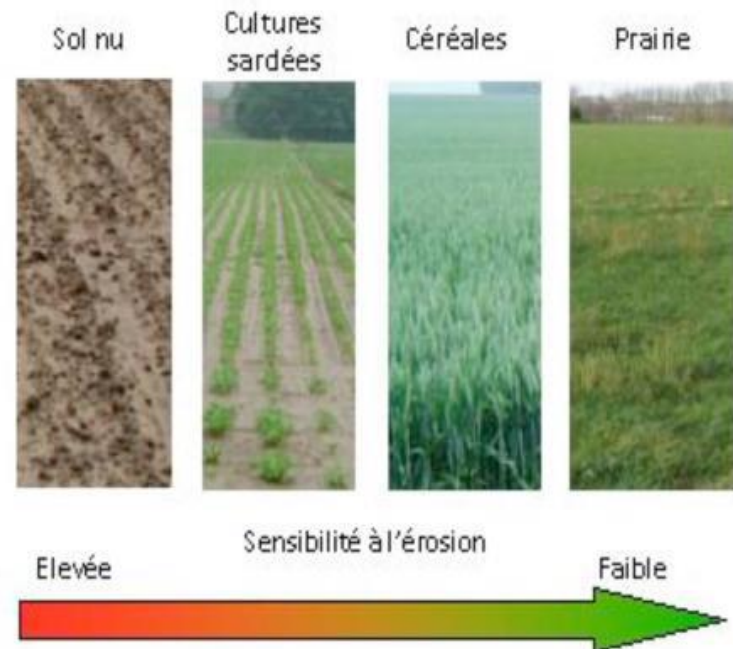 Sol nu
Cultures
sardées
Céréales
Prairie
Sensibilité à l'érosion
Elevée
Faible